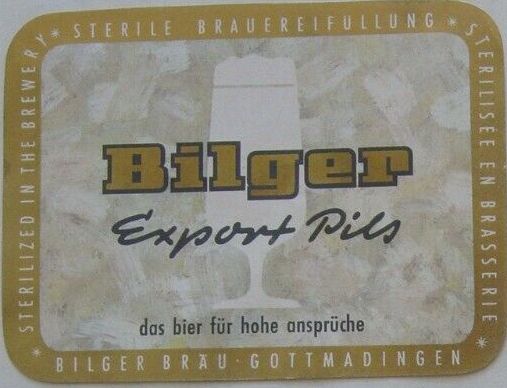 * STERILE BRAUEREIFÜLLUNG *
STERILISÉE EN BRASSERIE
STERILIZED IN THE BREWERY
Bilger
Export Pils
das bier für hohe ansprüche
* BILGER BRÄU · GOTTMADINGEN *